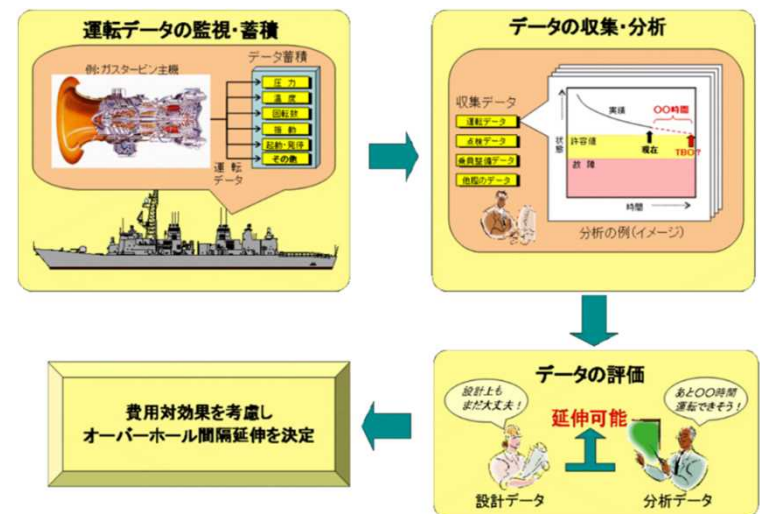 運転データの監視・蓄積
例:ガスタービン主機
データ蓄積
圧力
温度
回転数
振動
起動・発停
その他
運転
データ
データの収集・分析
収集データ
運転データ
点検データ
乗員整備データ
他艦のデータ
実績
〇〇時間
状態
許容値
現在
TBO?
故障
時間
分析の例(イメージ)
データの評価
設計上も
まだ大丈夫!
あと〇〇時間
運転できそう!
延伸可能
設計データ
分析データ
費用対効果を考慮し
オーバーホール間隔延伸を決定